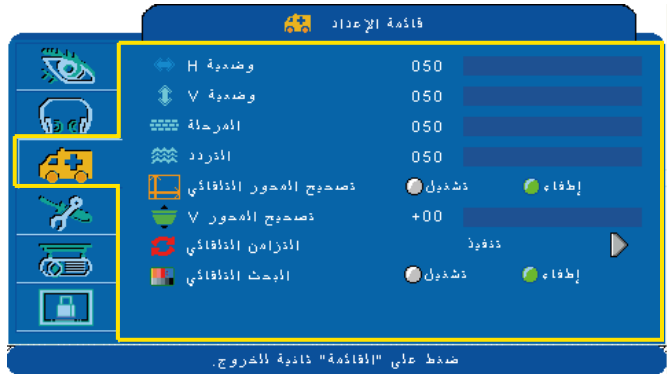 قائمة الإعداد
وضعية H 050
وضعية V 050
المرحلة 050
التردد 050
تصحيح المحور التلقائي تشغيل إطفاء
تصحيح المحور V +00
التزامن التلقائي تنفيذ
البحث التلقائي تشغيل إطفاء
ضغط على "القائمة" ثانية للخروج.